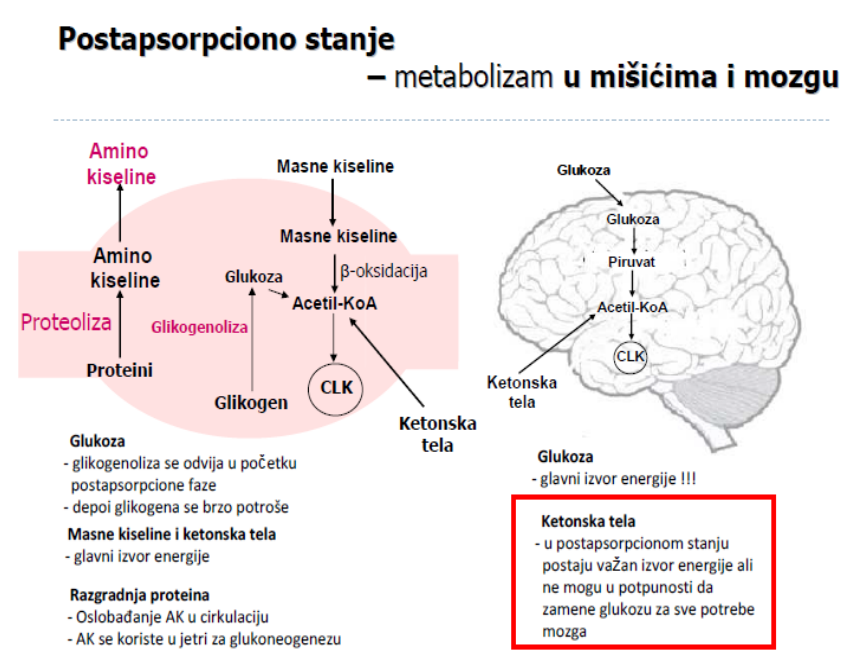 Postapsorpciono stanje
– metabolizam u mišićima i mozgu
Amino
kiseline
Amino
kiseline
Proteoliza
Proteini
Masne kiseline
Masne kiseline
β-oksidacija
Glukoza
Acetil-KoA
Glikogenoliza
Glikogen
CLK
Ketonska
tela
Glukoza
Glukoza
Piruvat
Acetil-KoA
CLK
Ketonska
tela
Glukoza
- glikogenoliza se odvija u početku
postapsorpcione faze
- depoi glikogena se brzo potroše
Masne kiseline i ketonska tela
- glavni izvor energije
Razgradnja proteina
- Oslobađanje AK u cirkulaciju
- AK se koriste u jetri za glukoneogenezu
Glukoza
- glavni izvor energije !!!
Ketonska tela
- u postapsorpcionom stanju
postaju važan izvor energije ali
ne mogu u potpunosti da
zamene glukozu za sve potrebe
mozga